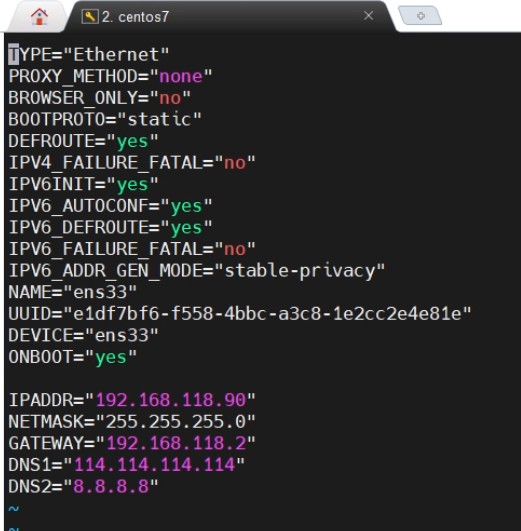 2. centos7
TYPE="Ethernet"
PROXY_METHOD="none"
BROWSER_ONLY="no"
BOOTPROTO="static"
DEFROUTE="yes"
IPV4_FAILURE_FATAL="no"
IPV6INIT="yes"
IPV6_AUTOCONF="yes"
IPV6_DEFROUTE="yes"
IPV6_FAILURE_FATAL="no"
IPV6_ADDR_GEN_MODE="stable-privacy"
NAME="ens33"
UUID="e1df7bf6-f558-4bbc-a3c8-1e2cc2e4e81e"
DEVICE="ens33"
ONBOOT="yes"
IPADDR="192.168.118.90"
NETMASK="255.255.255.0"
GATEWAY="192.168.118.2"
DNS1="114.114.114.114"
DNS2="8.8.8.8"
~
~